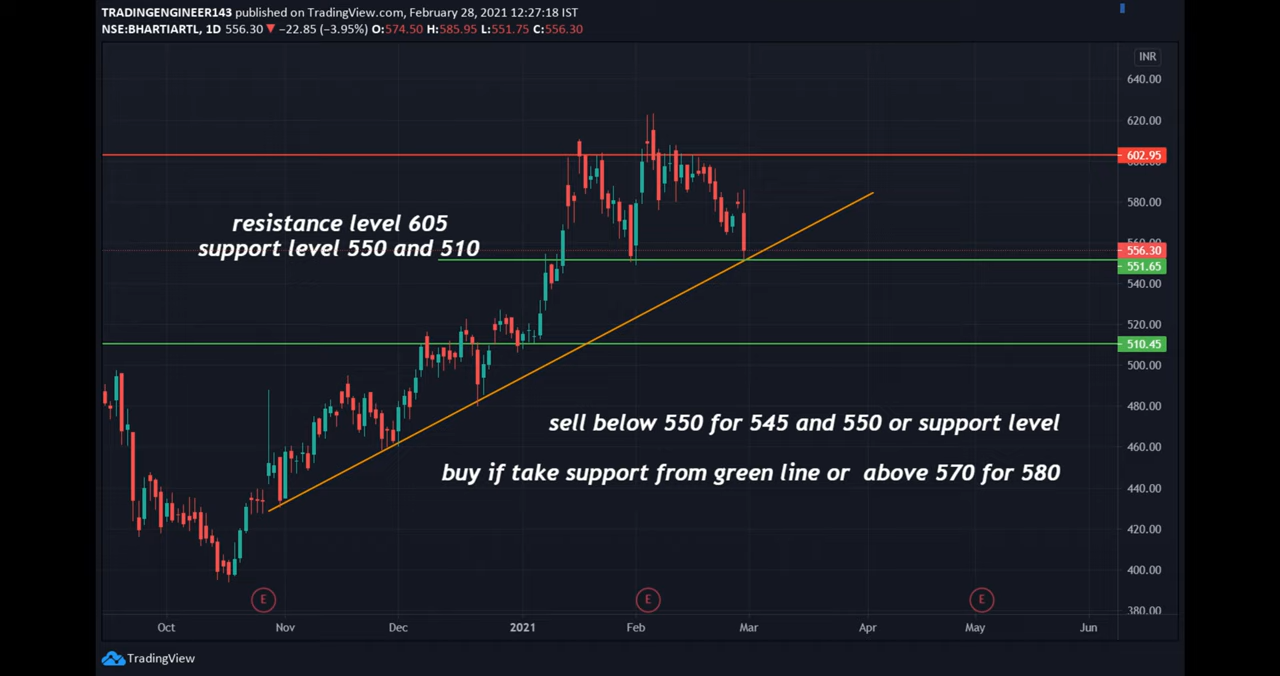 TRADINGENGINEER143 published on TradingView.com, February 28, 2021 12:27:18 IST
NSE:BHARTIARTL, 1D 556.30 ▼ −22.85 (−3.95%) O:574.50 H:585.95 L:551.75 C:556.30
INR
640.00
620.00
602.95
600.00
580.00
resistance level 605
support level 550 and 510
560.00
556.30
551.65
540.00
520.00
510.45
500.00
480.00
sell below 550 for 545 and 550 or support level
460.00
buy if take support from green line or above 570 for 580
440.00
420.00
400.00
E E E
380.00
Oct Nov Dec 2021 Feb Mar Apr May Jun
TradingView